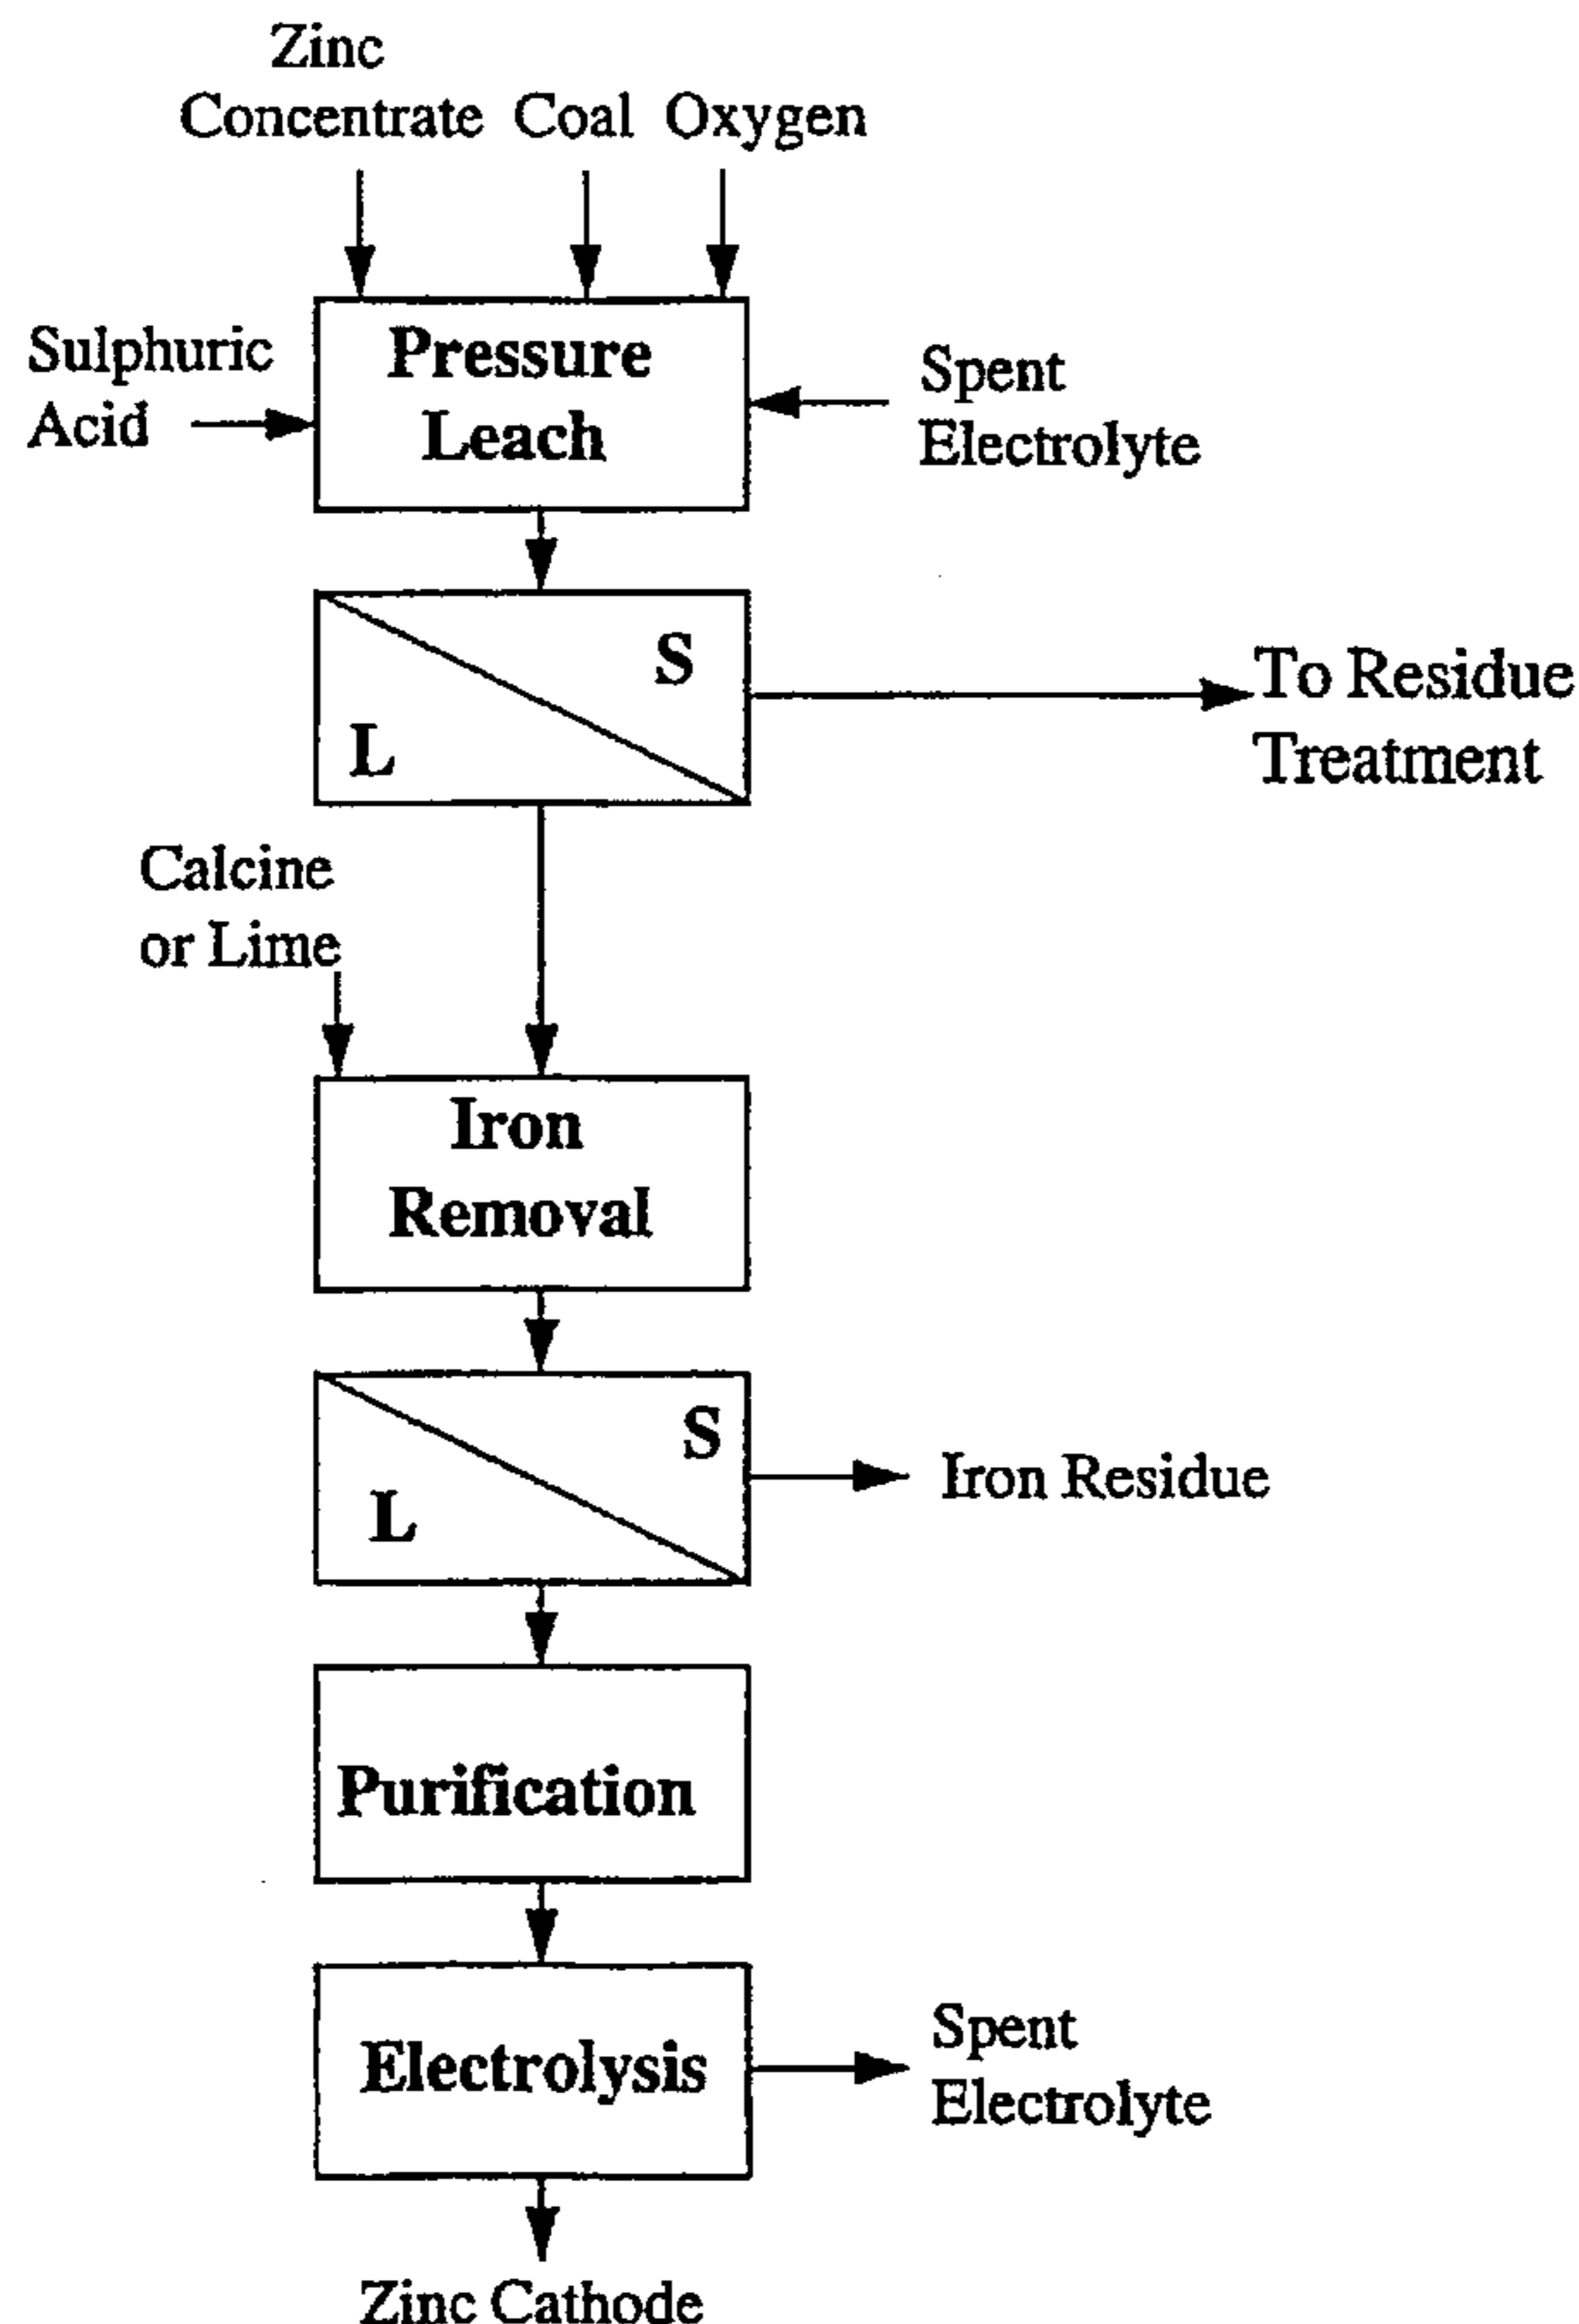 Zinc
Concentrate Coal Oxygen
Sulphuric
Acid
Pressure
Leach
Spent
Electrolyte
S
L
To Residue
Treatment
Calcine
or Lime
Iron
Removal
S
L
Iron Residue
Purification
Electrolysis
Spent
Electrolyte
Zinc Cathode